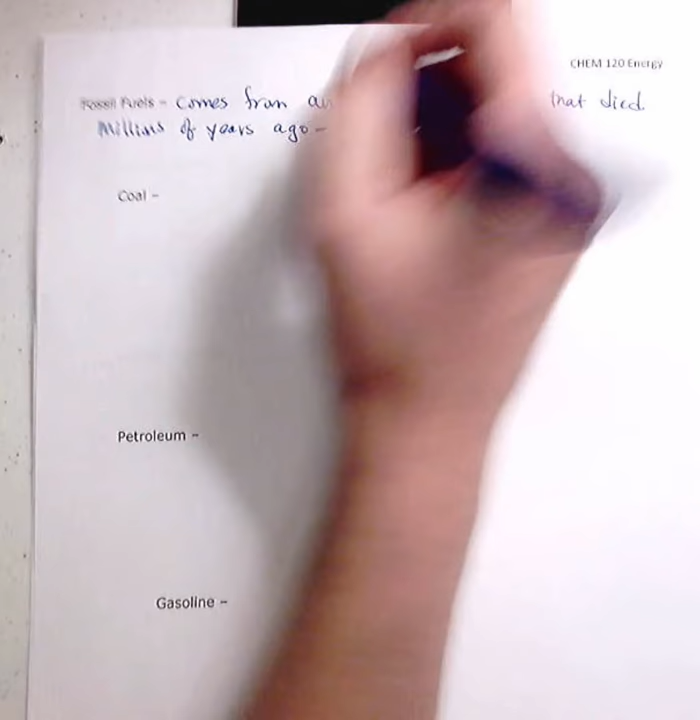 CHEM 120 Energy
Fossil Fuels – Comes from that died.
Millions of years ago –
Coal –
Petroleum –
Gasoline –